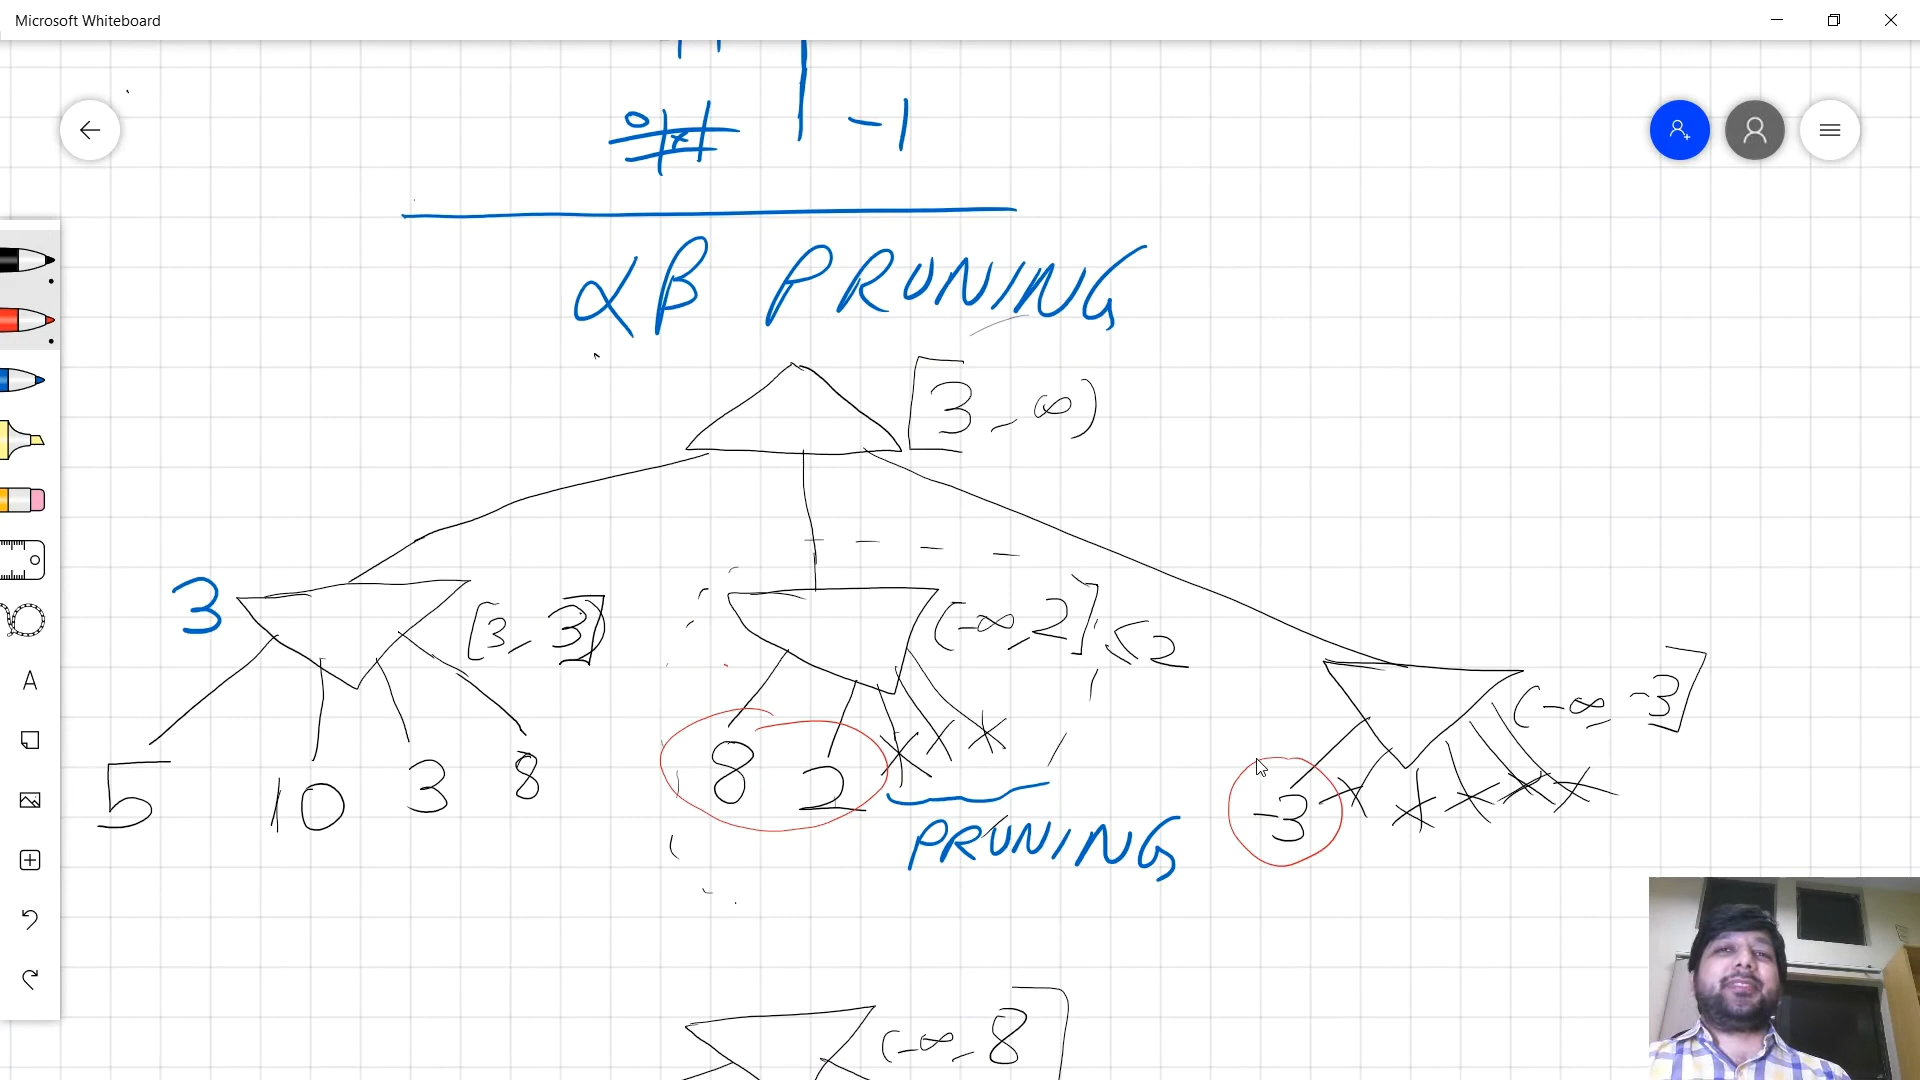 Microsoft Whiteboard
O
x
-1
αβ PRUNING
[3, ∞)
3
[3, 3]
(-∞, 2] ≤2
(-∞, -3]
5 10 3 8
8 2
-3
PRUNING
(-∞, 8]
A